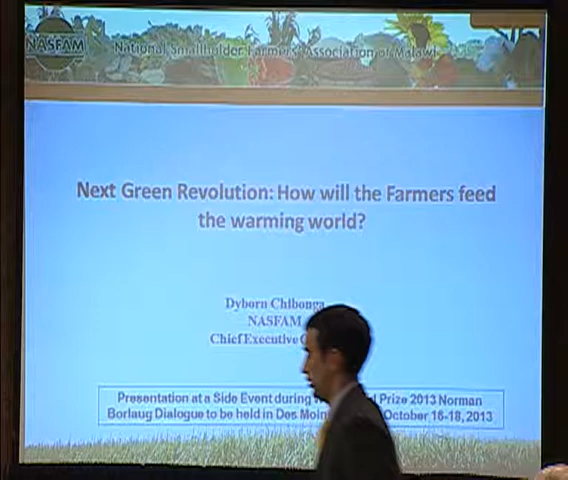 NASFAM
National Smallholder Farmers' Association of Malawi
Next Green Revolution: How will the Farmers feed
the warming world?
Dyborn Chibonga
NASFAM
Chief Executive
Presentation at a Side Event during Prize 2013 Norman
Borlaug Dialogue to be held in Des October 16-18, 2013